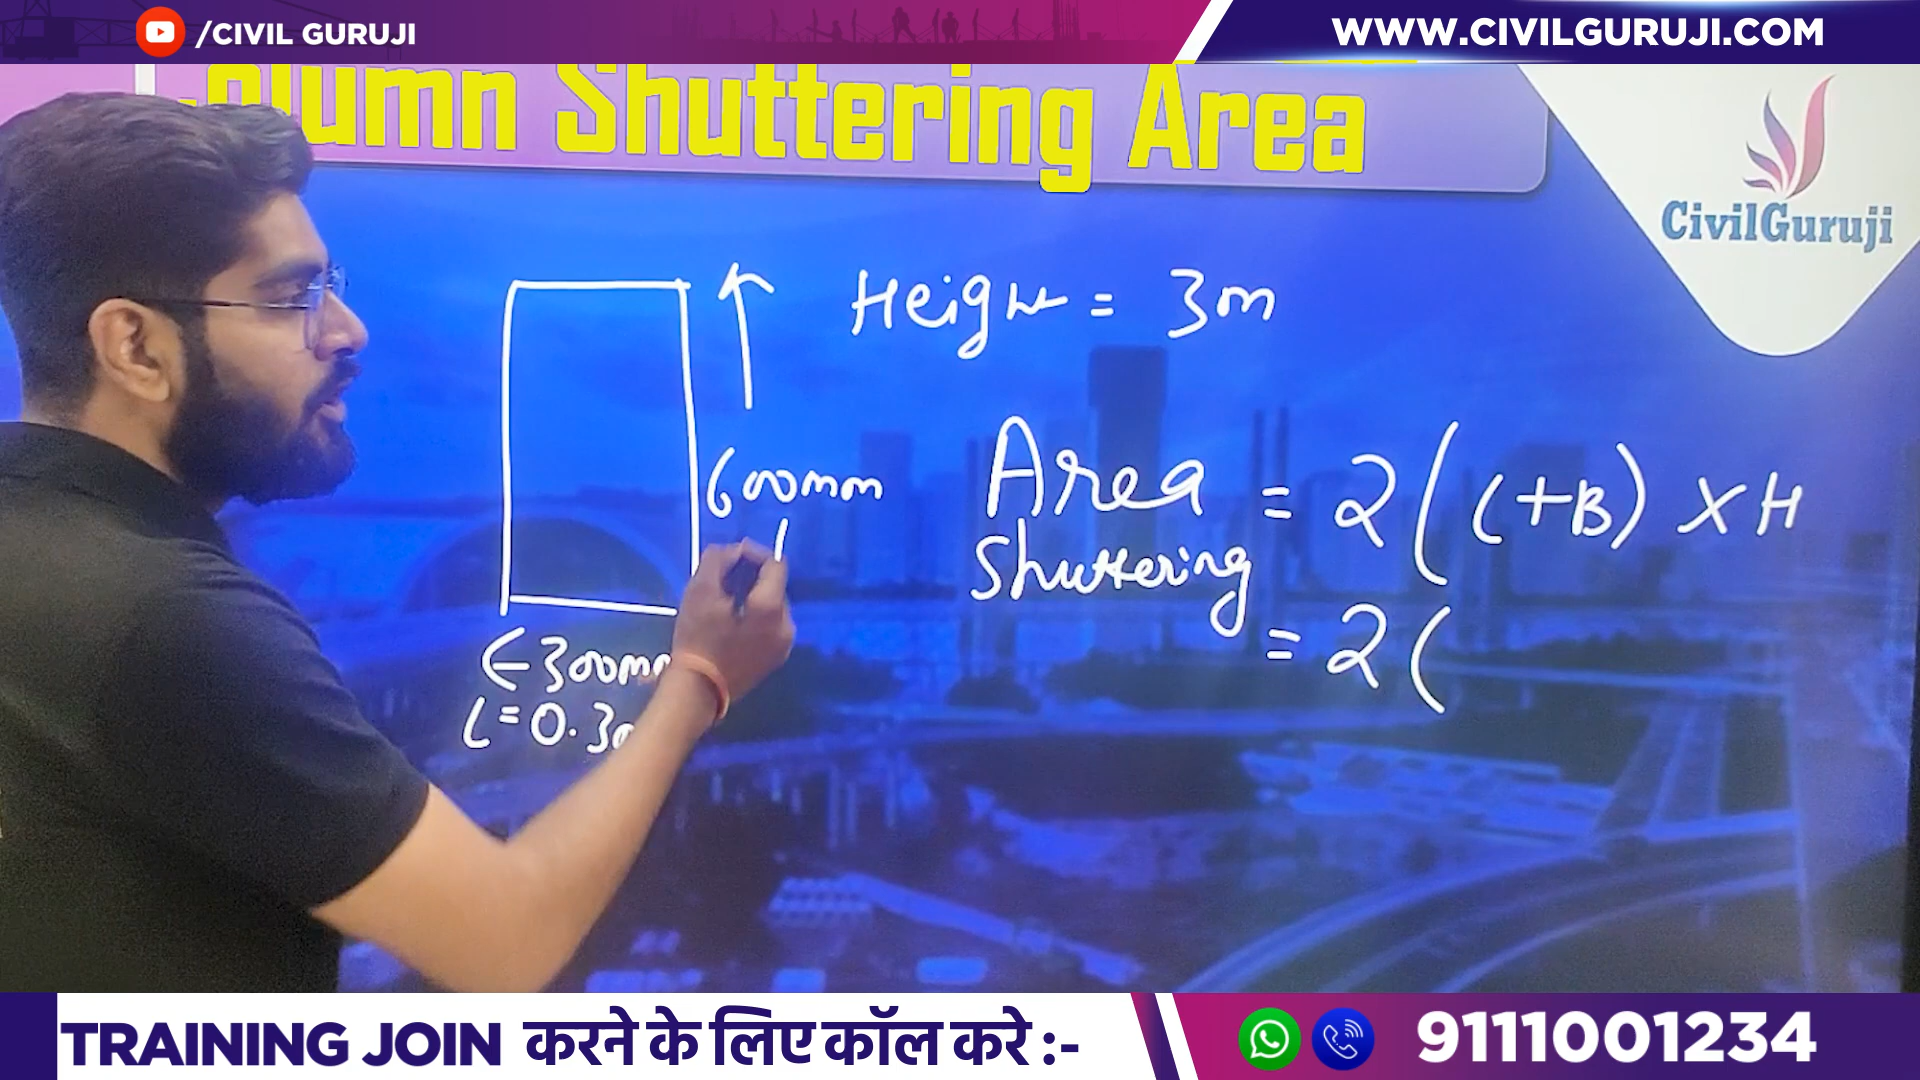 /CIVIL GURUJI
WWW.CIVILGURUJI.COM
Column Shuttering Area
CivilGuruji
Height = 3m
600mm
Area Shuttering = 2 ( L+B) X H
= 2 (
300mm
L = 0.3
TRAINING JOIN करने के लिए कॉल करे :-
9111001234